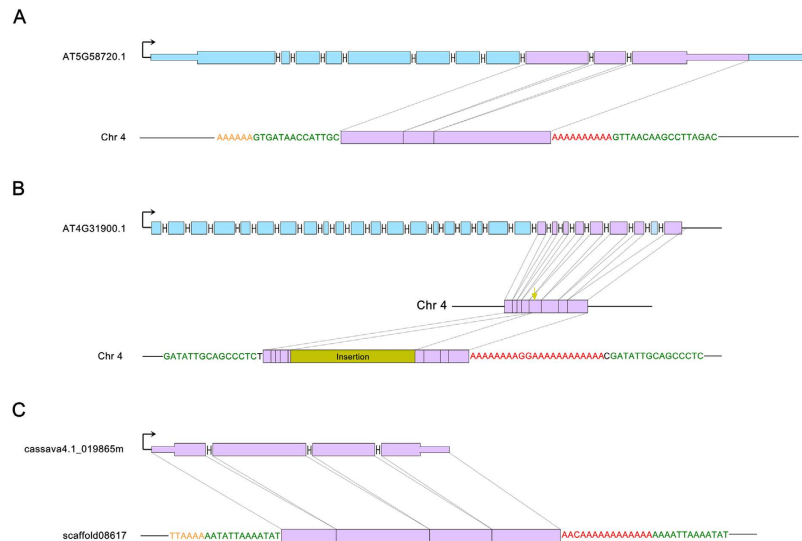 A
AT5G58720.1
Chr 4
AAAAAAGTGATAACCATTGC
AAAAAAAAAAGTTAACAAGCCTTAGAC
B
AT4G31900.1
Chr 4
Chr 4
GATATTGCAGCCCTCT
Insertion
AAAAAAAAGGAAAAAAAAAAAACGATATTGCAGCCCTC
C
cassava4.1_019865m
scaffold08617
TTAAAAAATATTAAAATAT
AACAAAAAAAAAAAAAAAATTAAAATAT